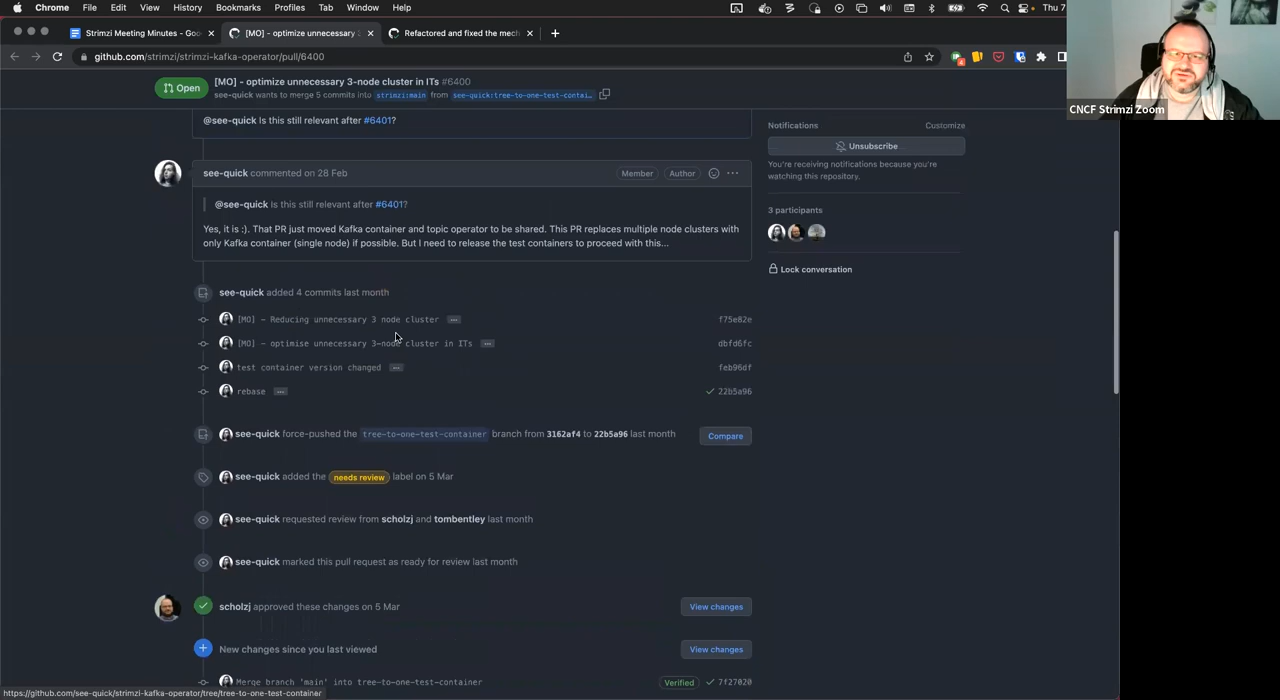 Chrome File Edit View History Bookmarks Profiles Tab Window Help Thu 7
Strimzi Meeting Minutes - Goo
[MO] - optimize unnecessary
Refactored and fixed the mech
github.com/strimzi/strimzi-kafka-operator/pull/6400
CNCF Strimzi Zoom
Open
[MO] - optimize unnecessary 3-node cluster in ITs #6400
see-quick wants to merge 5 commits into strimzi:main from see-quick:tree-to-one-test-contai…
@see-quick Is this still relevant after #6401?
see-quick commented on 28 Feb
Member Author
@see-quick Is this still relevant after #6401?
Yes, it is :). That PR just moved Kafka container and topic operator to be shared. This PR replaces multiple node clusters with
only Kafka container (single node) if possible. But I need to release the test containers to proceed with this...
see-quick added 4 commits last month
[MO] - Reducing unnecessary 3 node cluster f75e82e
[MO] - optimise unnecessary 3-node cluster in ITs dbfd6fc
test container version changed feb96df
rebase 22b5a96
see-quick force-pushed the tree-to-one-test-container branch from 3162af4 to 22b5a96 last month Compare
see-quick added the needs review label on 5 Mar
see-quick requested review from scholzj and tombentley last month
see-quick marked this pull request as ready for review last month
scholzj approved these changes on 5 Mar View changes
New changes since you last viewed View changes
Merge branch 'main' into tree-to-one-test-container Verified 7f27020
Notifications Customize
Unsubscribe
You're receiving notifications because you're
watching this repository.
3 participants
Lock conversation
https://github.com/see-quick/strimzi-kafka-operator/tree/tree-to-one-test-container